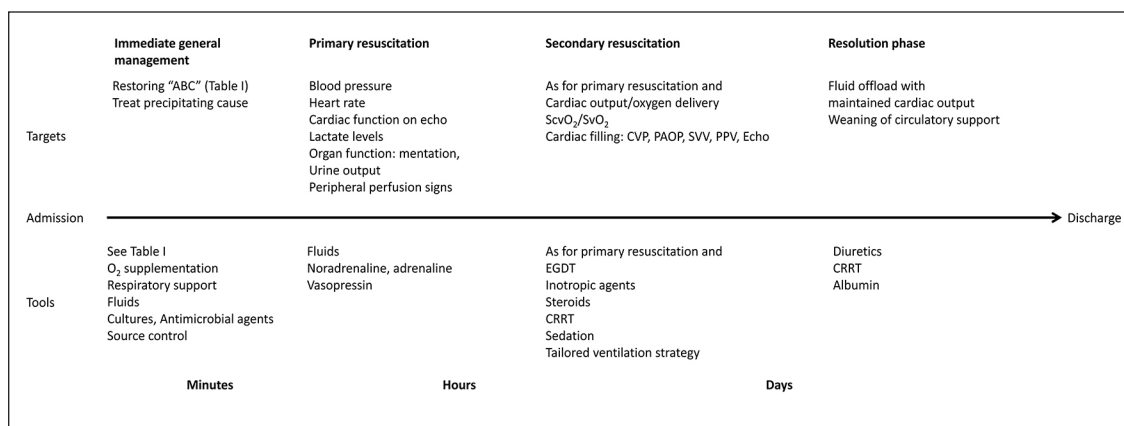 Immediate general
management
Restoring “ABC” (Table I)
Treat precipitating cause
Primary resuscitation
Blood pressure
Heart rate
Cardiac function on echo
Lactate levels
Organ function: mentation,
Urine output
Peripheral perfusion signs
Secondary resuscitation
As for primary resuscitation and
Cardiac output/oxygen delivery
ScvO₂/SvO₂
Cardiac filling: CVP, PAOP, SVV, PPV, Echo
Resolution phase
Fluid offload with
maintained cardiac output
Weaning of circulatory support
Targets
Admission
Discharge
Tools
See Table I
O₂ supplementation
Respiratory support
Fluids
Cultures, Antimicrobial agents
Source control
Fluids
Noradrenaline, adrenaline
Vasopressin
As for primary resuscitation and
EGDT
Inotropic agents
Steroids
CRRT
Sedation
Tailored ventilation strategy
Diuretics
CRRT
Albumin
Minutes
Hours
Days